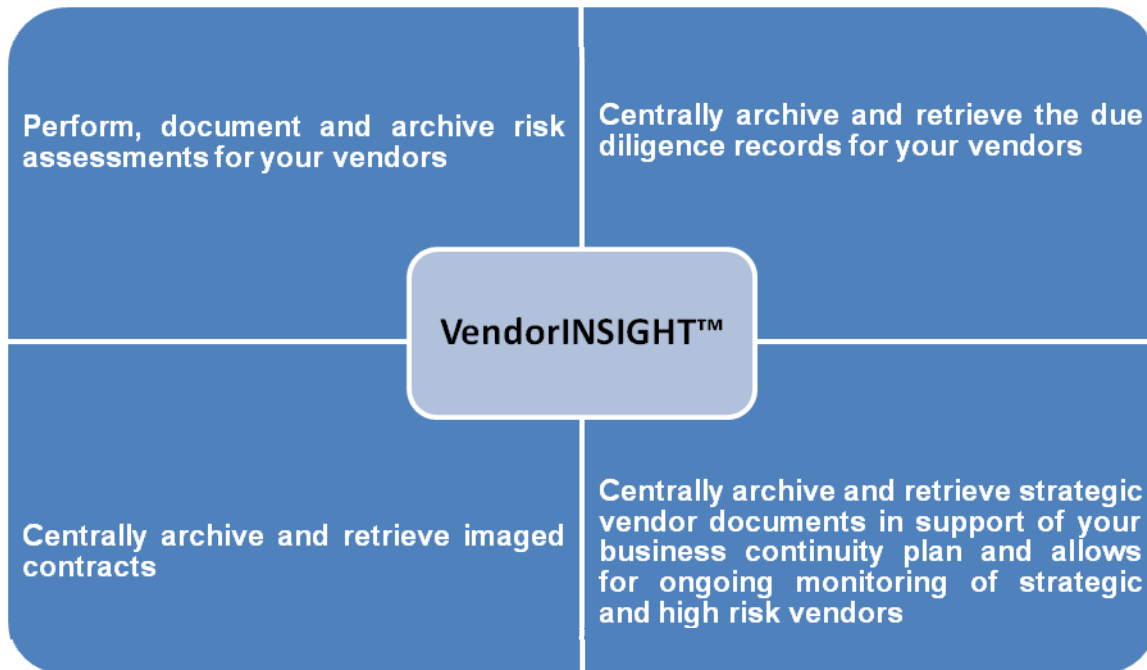 Perform, document and archive risk
assessments for your vendors
Centrally archive and retrieve the due
diligence records for your vendors
VendorINSIGHT™
Centrally archive and retrieve imaged
contracts
Centrally archive and retrieve strategic
vendor documents in support of your
business continuity plan and allows
for ongoing monitoring of strategic
and high risk vendors